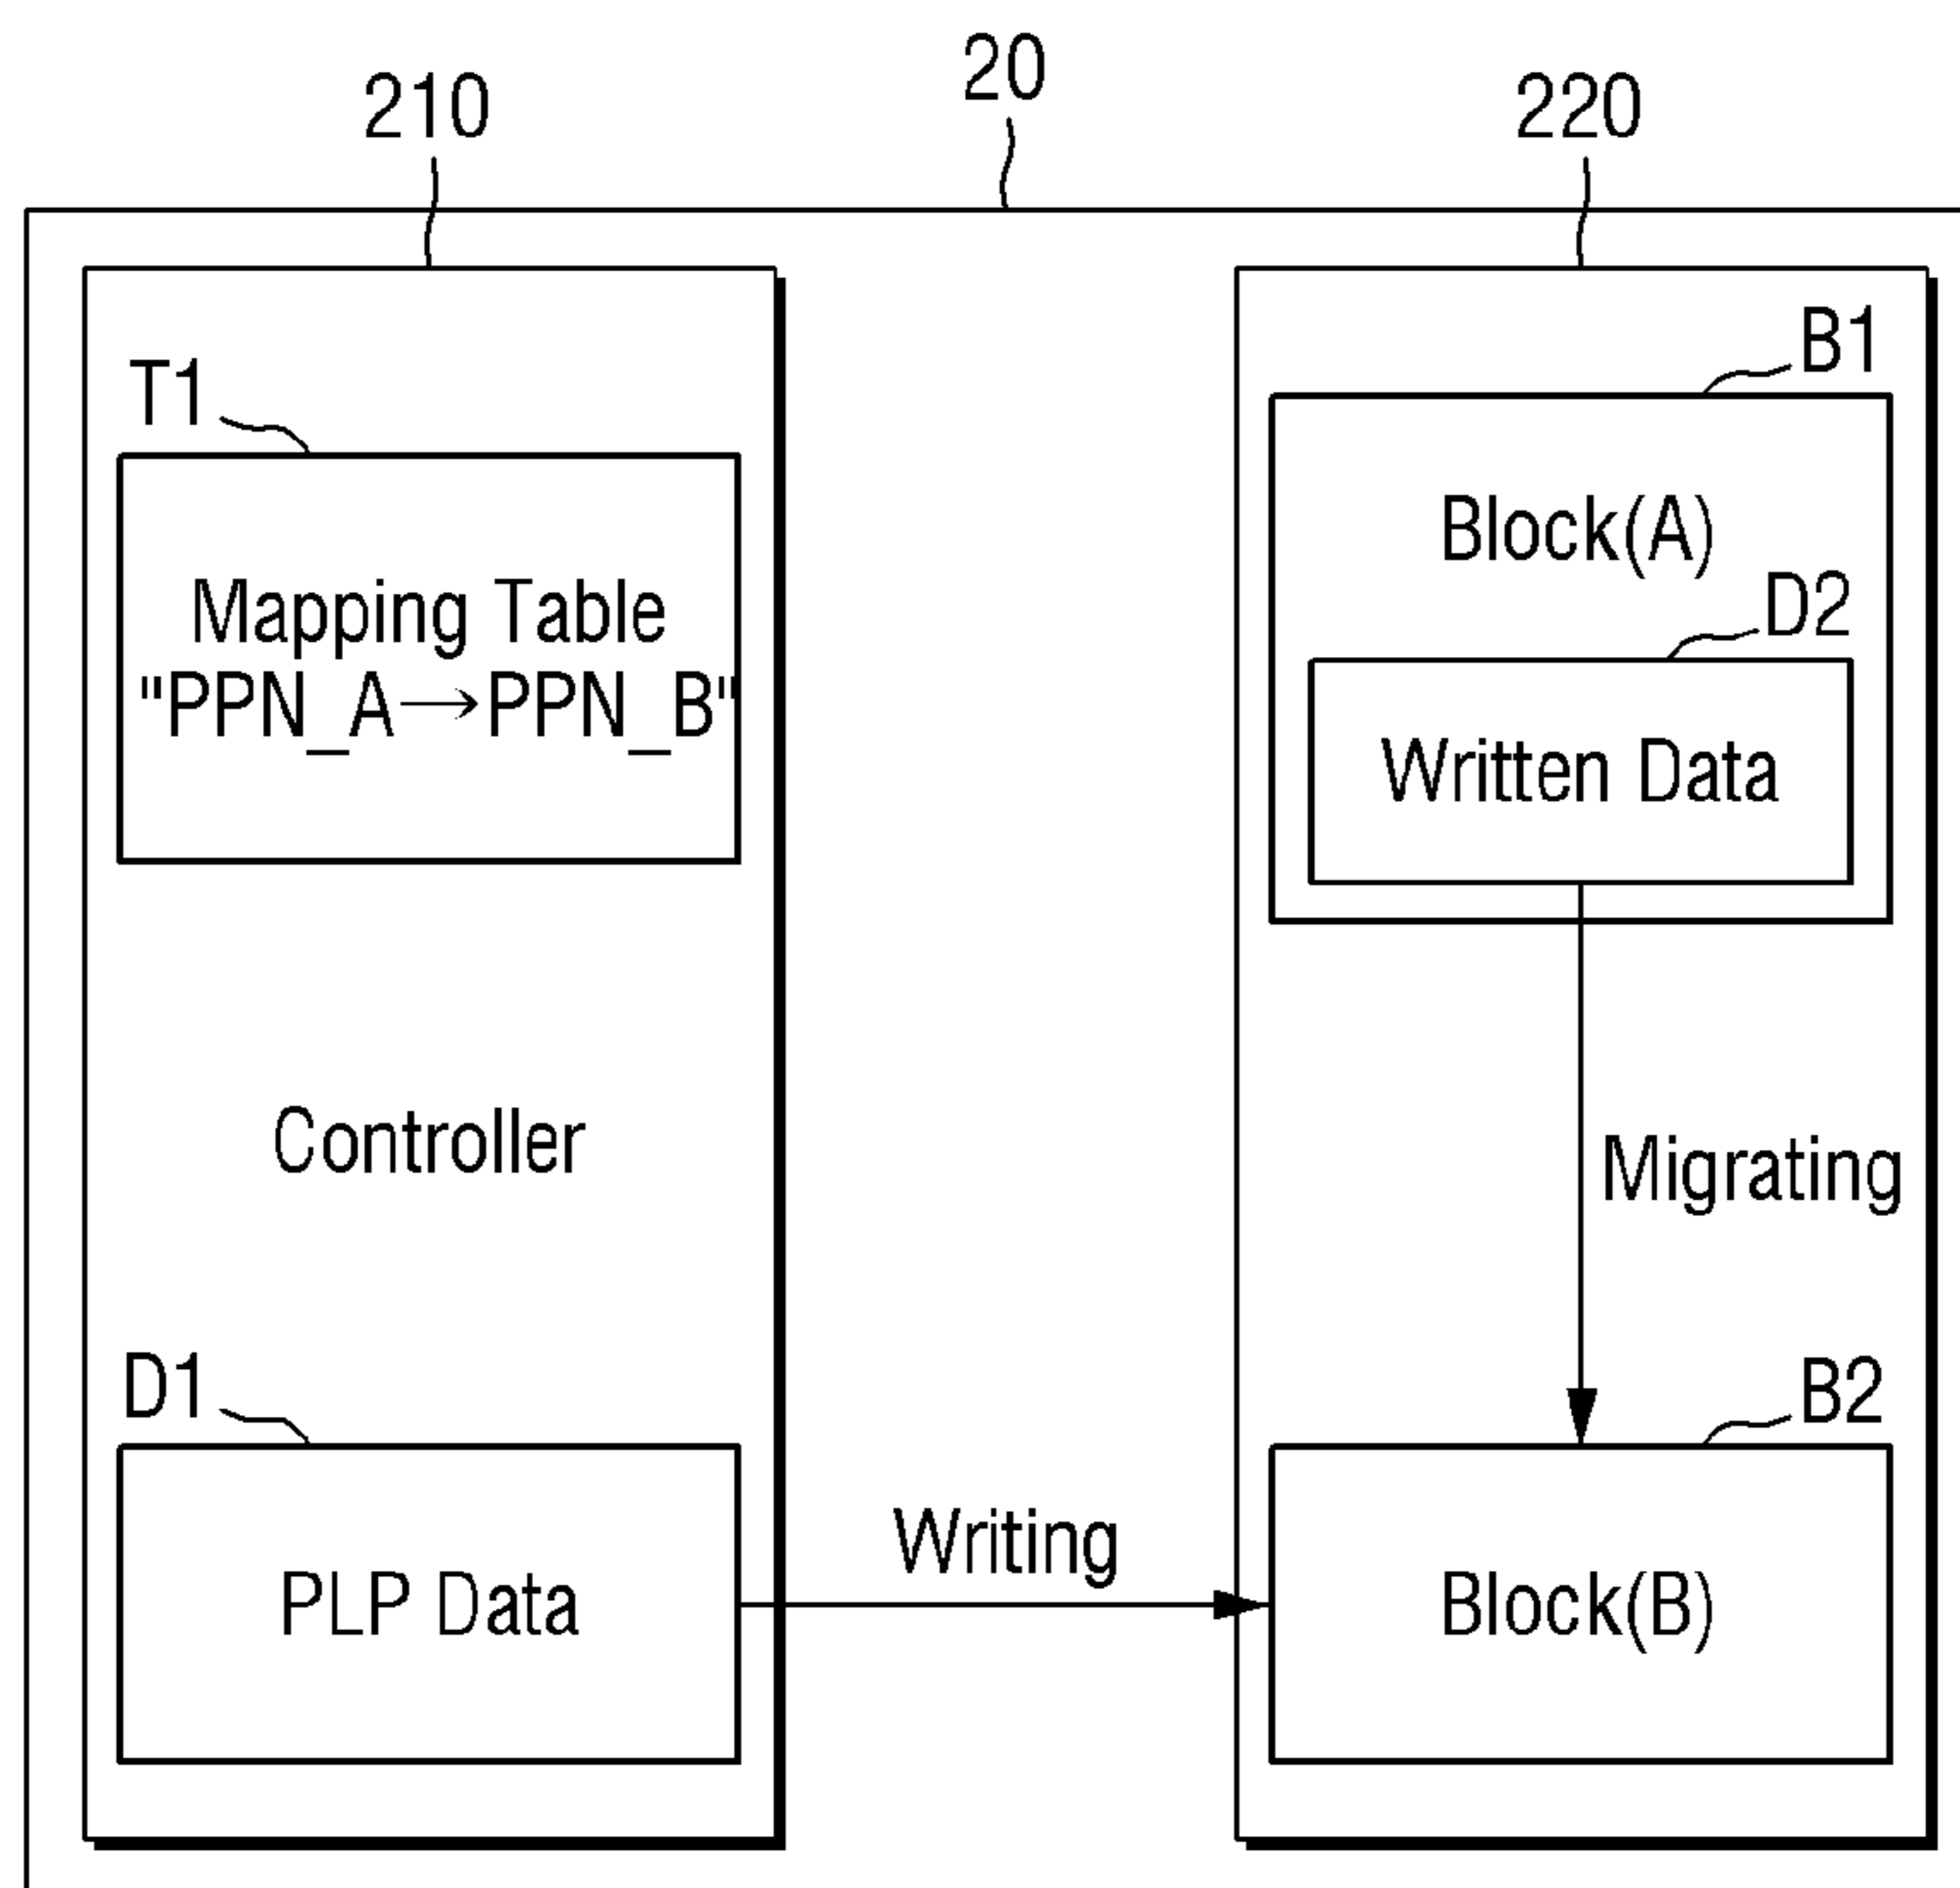 20
210
220
T1
Mapping Table
"PPN_A→PPN_B"
Controller
D1
PLP Data
Writing
B1
Block(A)
D2
Written Data
Migrating
B2
Block(B)